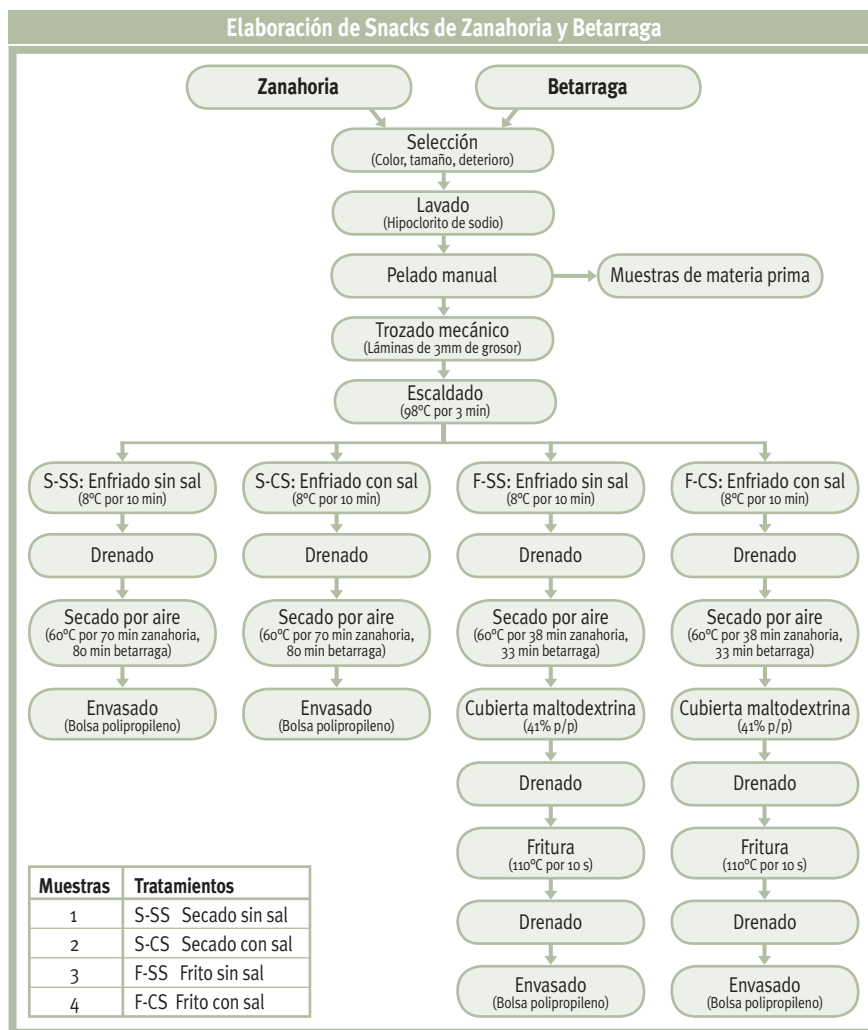 Elaboración de Snacks de Zanahoria y Betarraga
Zanahoria
Betarraga
Selección
(Color, tamaño, deterioro)
Lavado
(Hipoclorito de sodio)
Pelado manual
Muestras de materia prima
Trozado mecánico
(Láminas de 3mm de grosor)
Escaldado
(98ºC por 3 min)
S-SS: Enfriado sin sal
(8ºC por 10 min)
S-CS: Enfriado con sal
(8ºC por 10 min)
F-SS: Enfriado sin sal
(8ºC por 10 min)
F-CS: Enfriado con sal
(8ºC por 10 min)
Drenado
Drenado
Drenado
Drenado
Secado por aire
(60ºC por 70 min zanahoria,
80 min betarraga)
Secado por aire
(60ºC por 70 min zanahoria,
80 min betarraga)
Secado por aire
(60ºC por 38 min zanahoria,
33 min betarraga)
Secado por aire
(60ºC por 38 min zanahoria,
33 min betarraga)
Envasado
(Bolsa polipropileno)
Envasado
(Bolsa polipropileno)
Cubierta maltodextrina
(41% p/p)
Cubierta maltodextrina
(41% p/p)
Drenado
Drenado
Fritura
(110ºC por 10 s)
Fritura
(110ºC por 10 s)
Drenado
Drenado
Envasado
(Bolsa polipropileno)
Envasado
(Bolsa polipropileno)
Muestras Tratamientos
1 S-SS Secado sin sal
2 S-CS Secado con sal
3 F-SS Frito sin sal
4 F-CS Frito con sal